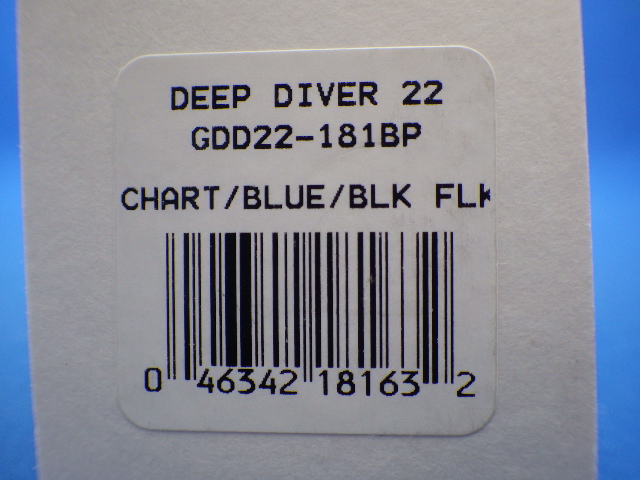 DEEP DIVER 22
GDD22-181BP
CHART/BLUE/BLK FLK
0 46342 18163 2